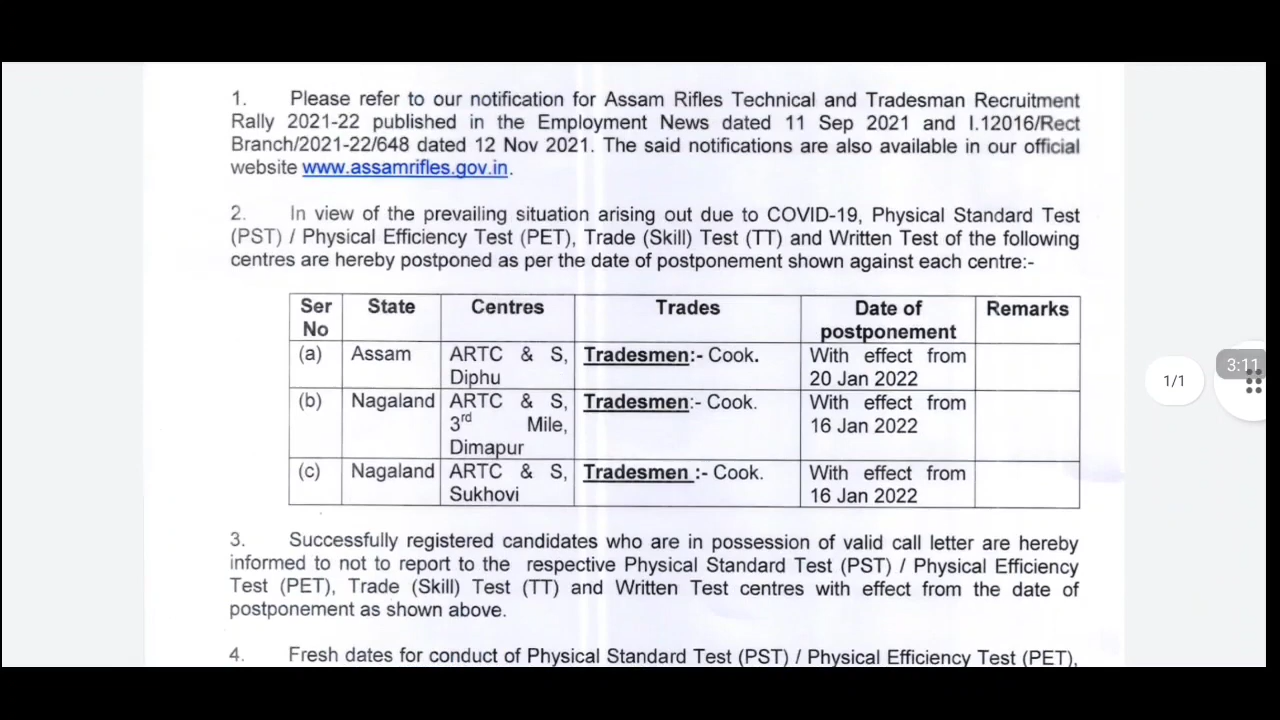 1. Please refer to our notification for Assam Rifles Technical and Tradesman Recruitment
Rally 2021-22 published in the Employment News dated 11 Sep 2021 and I.12016/Rect
Branch/2021-22/648 dated 12 Nov 2021. The said notifications are also available in our official
website www.assamrifles.gov.in.
2. In view of the prevailing situation arising out due to COVID-19, Physical Standard Test
(PST) / Physical Efficiency Test (PET), Trade (Skill) Test (TT) and Written Test of the following
centres are hereby postponed as per the date of postponement shown against each centre:-
Ser No State Centres Trades Date of postponement Remarks
(a) Assam ARTC & S, Diphu Tradesmen:- Cook. With effect from 20 Jan 2022
(b) Nagaland ARTC & S, 3rd Mile, Dimapur Tradesmen:- Cook. With effect from 16 Jan 2022
(c) Nagaland ARTC & S, Sukhovi Tradesmen :- Cook. With effect from 16 Jan 2022
3. Successfully registered candidates who are in possession of valid call letter are hereby
informed to not to report to the respective Physical Standard Test (PST) / Physical Efficiency
Test (PET), Trade (Skill) Test (TT) and Written Test centres with effect from the date of
postponement as shown above.
4. Fresh dates for conduct of Physical Standard Test (PST) / Physical Efficiency Test (PET),
1/1
3:11